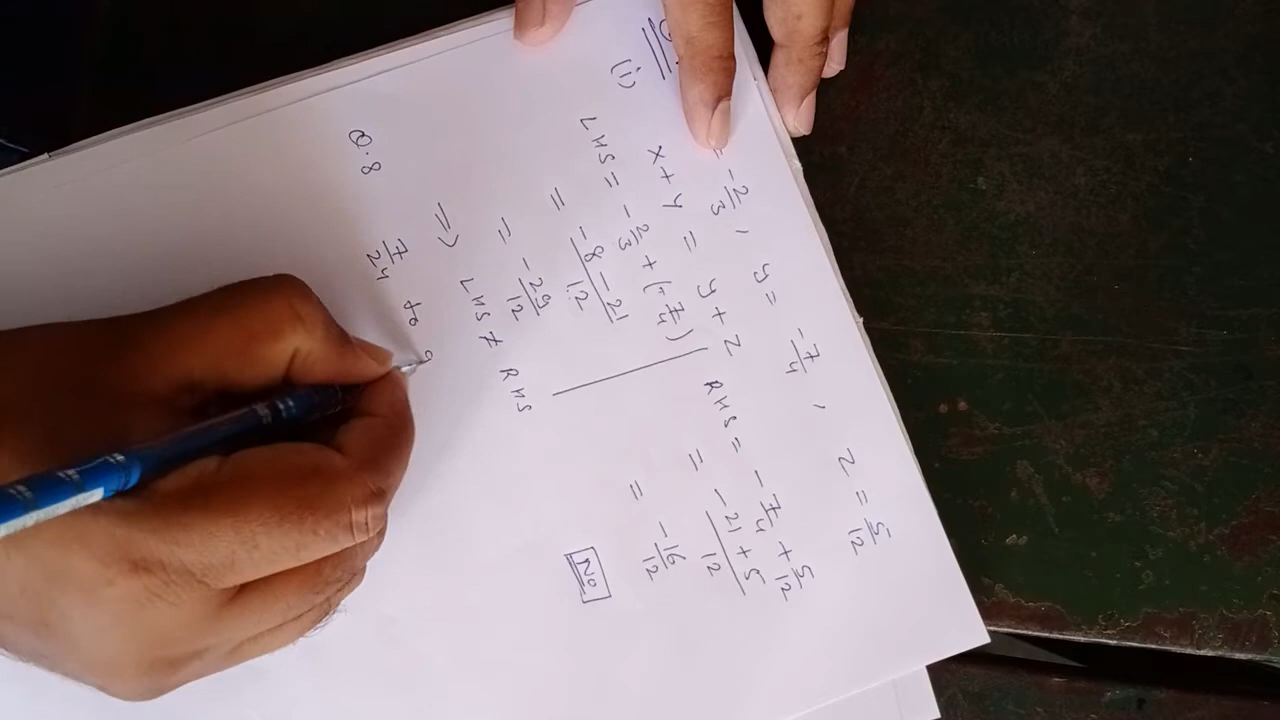 (i)
= -2/3 , y = -7/4 , z = 5/12
x + y = y + z
LHS = -2/3 + (-7/4)
= -8-21/12
= -29/12
RHS = -7/4 + 5/12
= -21+5/12
= -16/12
No
=> LHS ≠ RHS
Q.8 7/24 to 9